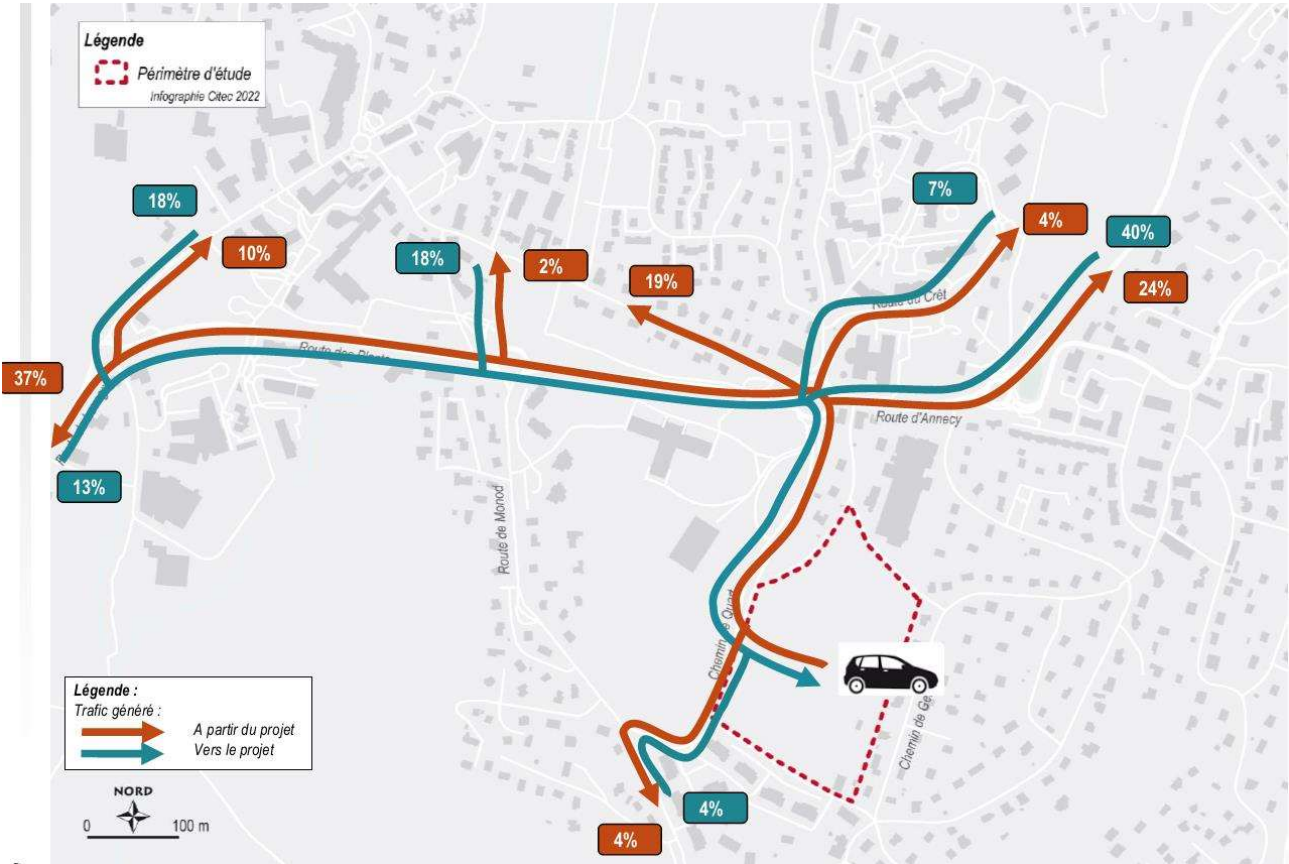 Légende
Périmètre d'étude
Infographie Citec 2022
18%
10%
18%
2%
19%
7%
4%
40%
24%
Route du Crêt
37%
13%
Route d'Annecy
Route de Monod
Légende :
Trafic généré :
A partir du projet
Vers le projet
NORD
0 100 m
4%
4%